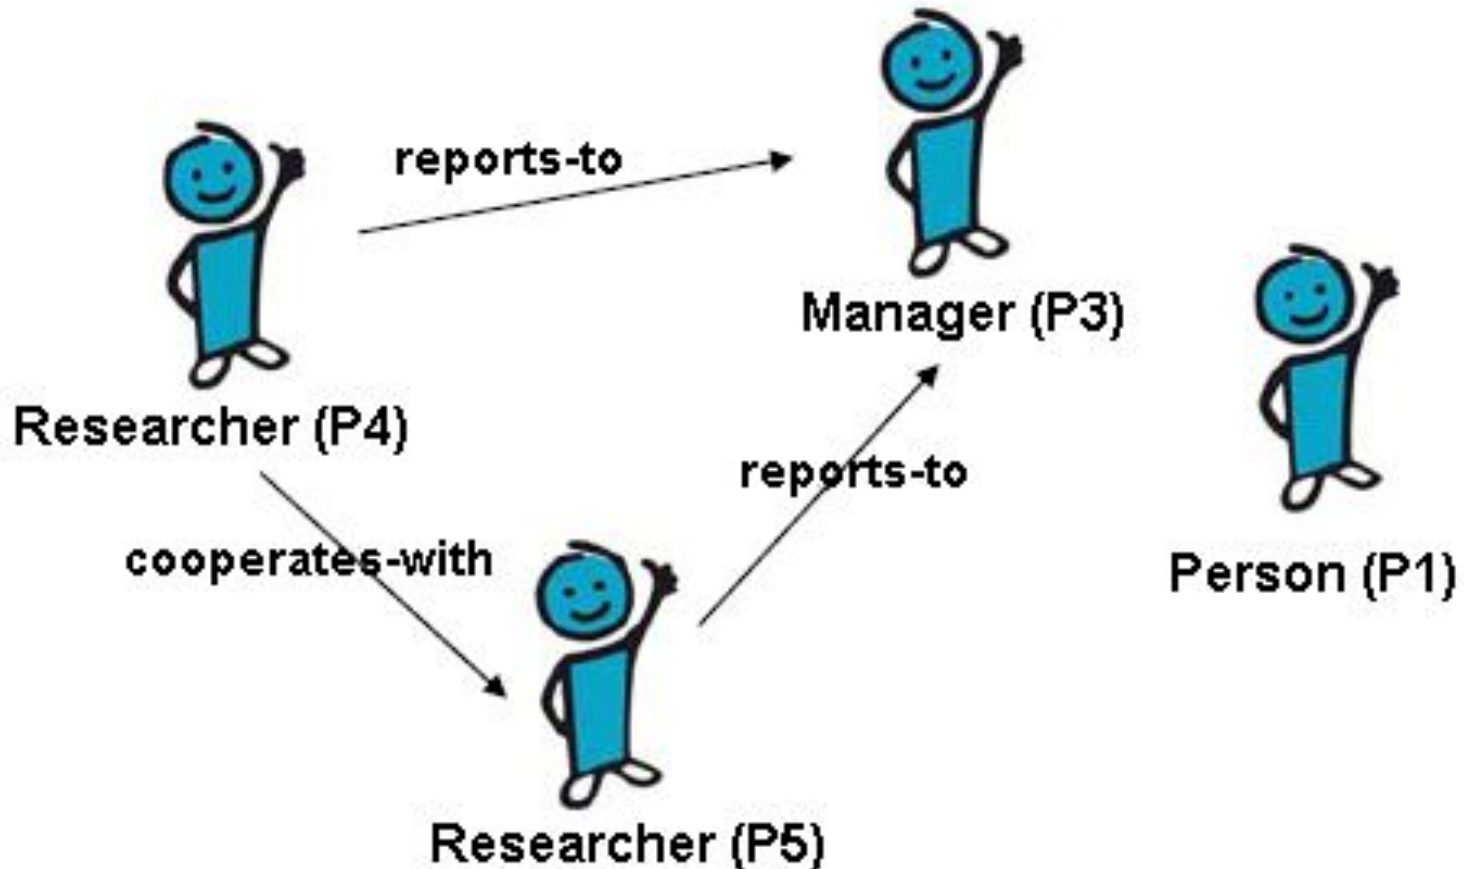 reports-to
Manager (P3)
Researcher (P4)
reports-to
cooperates-with
Person (P1)
Researcher (P5)